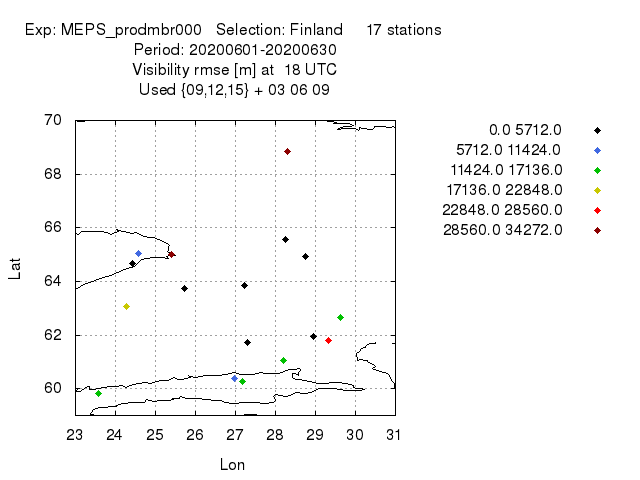 Exp: MEPS_prodmbr000 Selection: Finland 17 stations
Period: 20200601-20200630
Visibility rmse [m] at 18 UTC
Used {09,12,15} + 03 06 09
70
68
66
64
62
60
Lat
23 24 25 26 27 28 29 30 31
Lon
0.0 5712.0
5712.0 11424.0
11424.0 17136.0
17136.0 22848.0
22848.0 28560.0
28560.0 34272.0